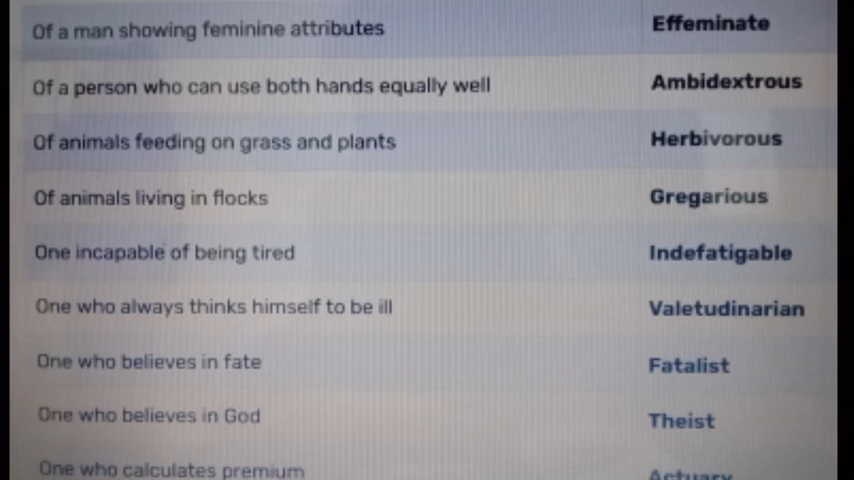 Of a man showing feminine attributes Effeminate
Of a person who can use both hands equally well Ambidextrous
Of animals feeding on grass and plants Herbivorous
Of animals living in flocks Gregarious
One incapable of being tired Indefatigable
One who always thinks himself to be ill Valetudinarian
One who believes in fate Fatalist
One who believes in God Theist
One who calculates premium Actuary